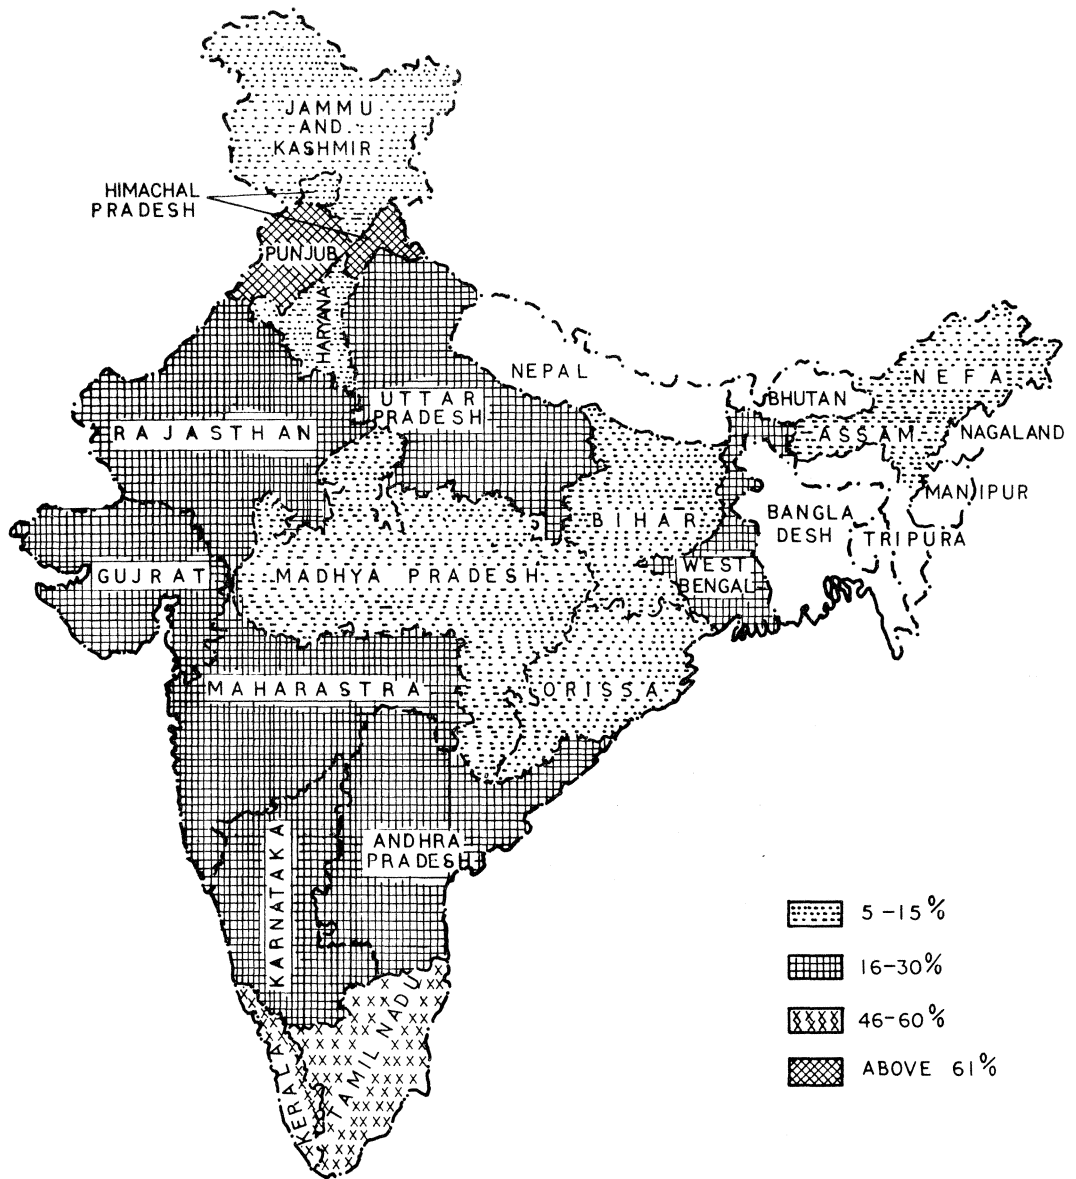 JAMMU
AND
KASHMIR
HIMACHAL
PRADESH
PUNJUB
HARYANA
NEPAL
NEFA
BHUTAN
UTTAR
PRADESH
RAJASTHAN
ASSAM
NAGALAND
MANIPUR
BANGLA
DESH
TRIPURA
BIHAR
GUJRAT
MADHYA PRADESH
WEST
BENGAL
MAHARASTRA
ORISSA
ANDHRA
PRADESH
KARNATAKA
TAMIL NADU
KERALA
5-15%
16-30%
46-60%
ABOVE 61%